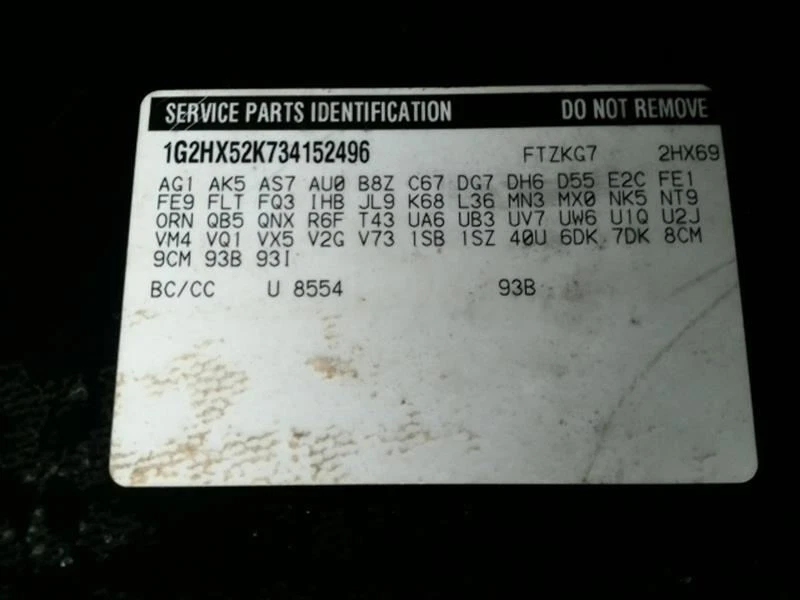 SERVICE PARTS IDENTIFICATION DO NOT REMOVE
1G2HX52K734152496 FTZKG7 2HX69
AG1 AK5 AS7 AU0 B8Z C67 DG7 DH6 D55 E2C FE1
FE9 FLT FQ3 IHB JL9 K68 L36 MN3 MX0 NK5 NT9
ORN QB5 QNX R6F T43 UA6 UB3 UV7 UW6 U1Q U2J
VM4 VQ1 VX5 V2G V73 1SB 1SZ 40U 6DK 7DK 8CM
9CM 93B 93I
BC/CC U 8554 93B